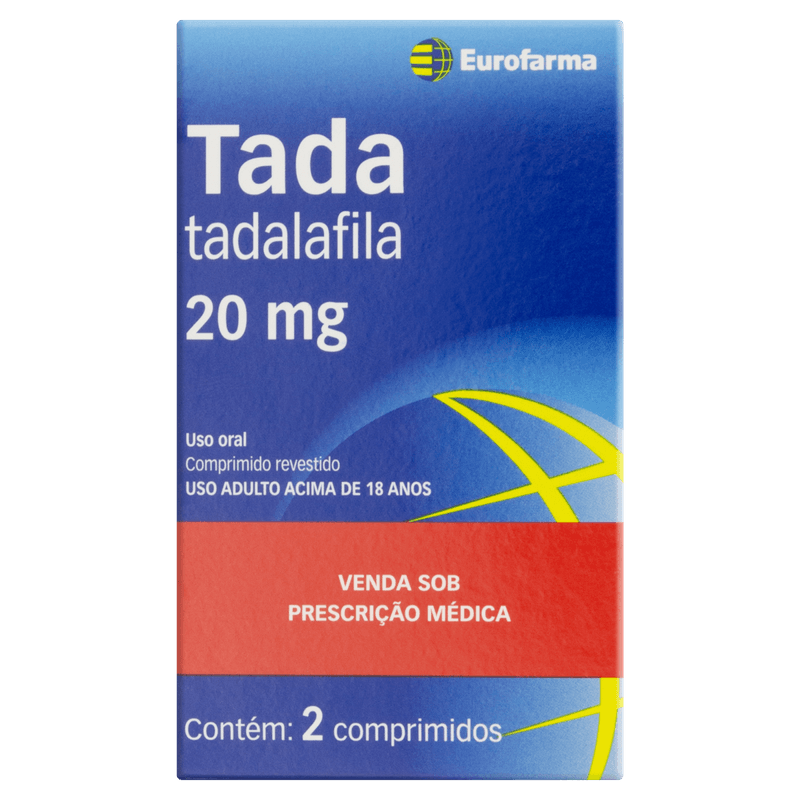 Eurofarma
Tada
tadalafila
20 mg
Uso oral
Comprimido revestido
USO ADULTO ACIMA DE 18 ANOS
VENDA SOB
PRESCRIÇÃO MÉDICA
Contém: 2 comprimidos